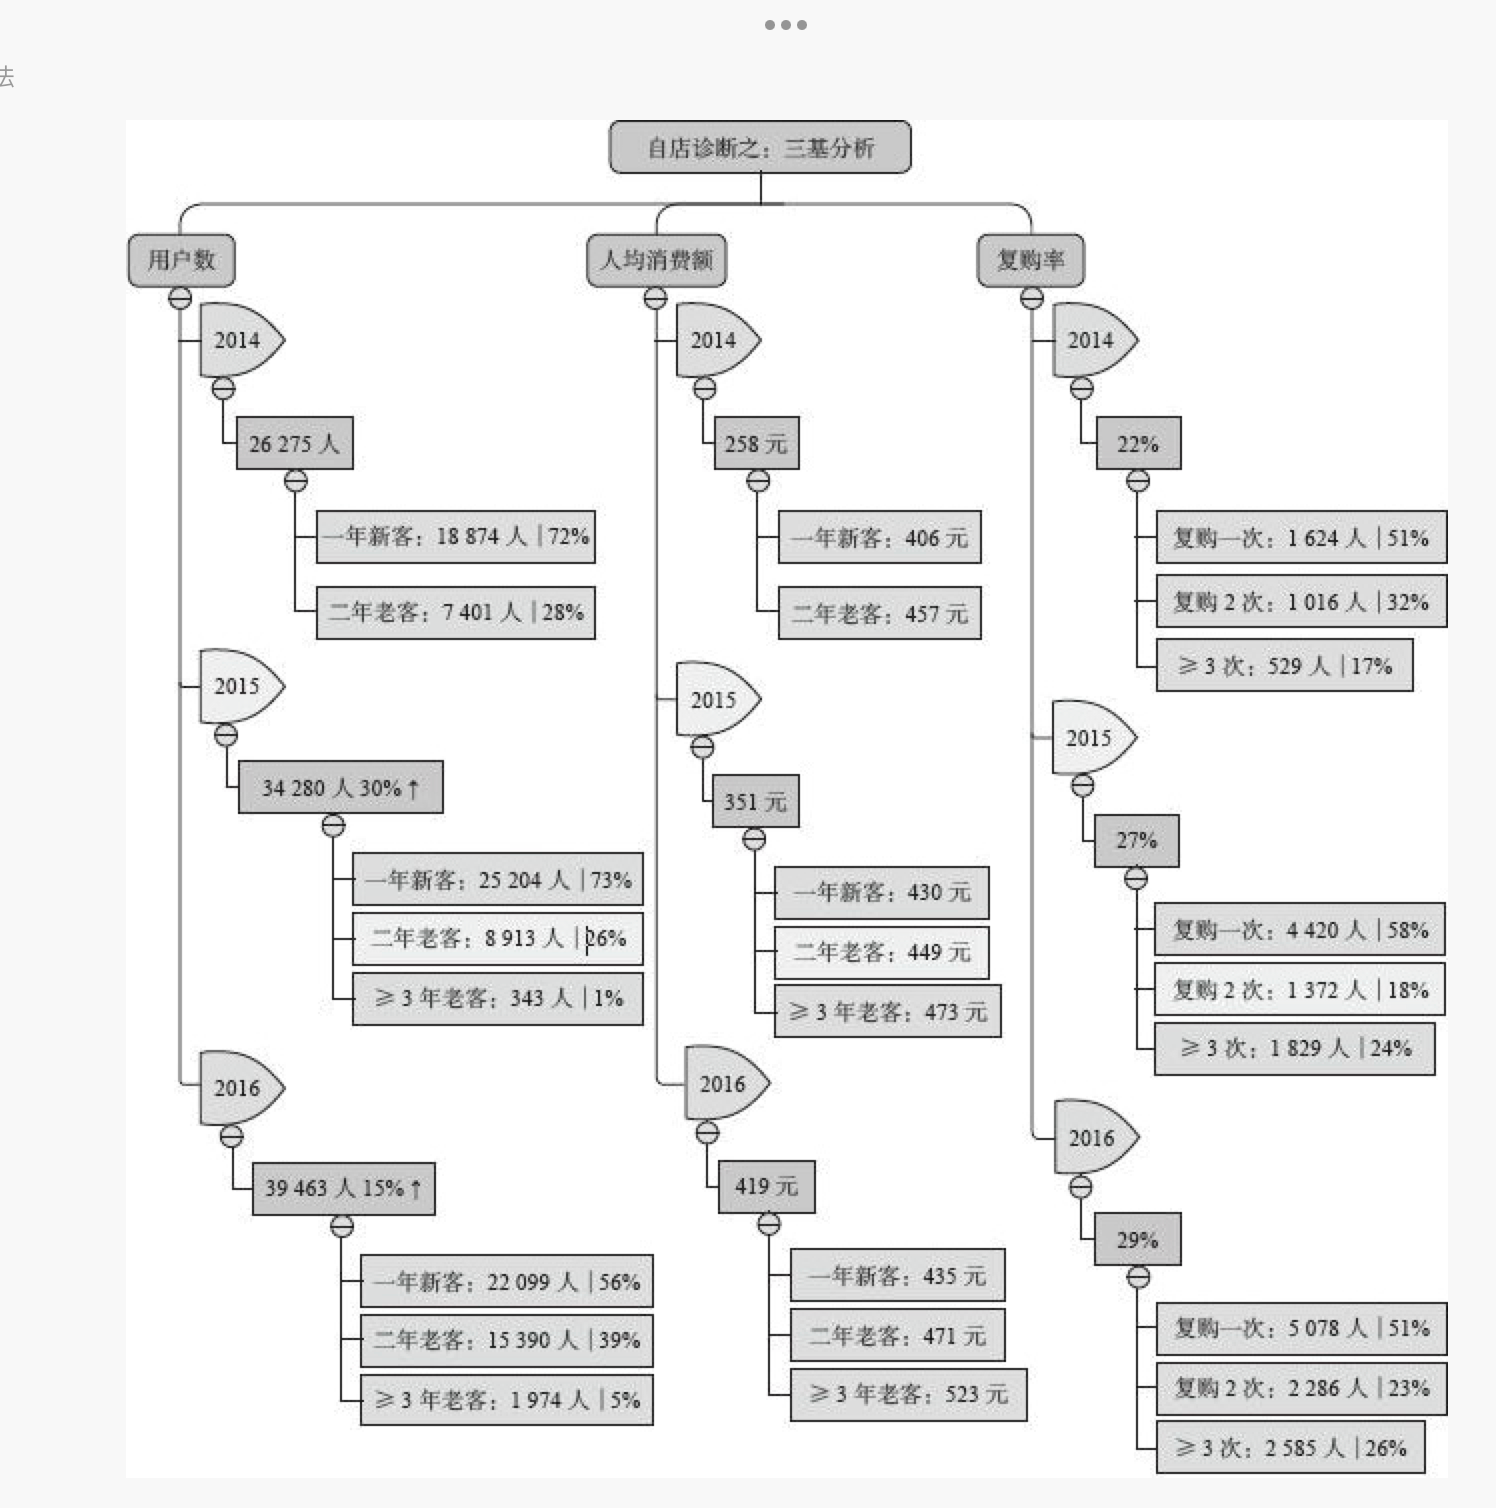 法
自店诊断之：三基分析
用户数
2014
26 275 人
一年新客：18 874 人 | 72%
二年老客：7 401 人 | 28%
2015
34 280 人 30% ↑
一年新客：25 204 人 | 73%
二年老客：8 913 人 | 26%
≥ 3 年老客：343 人 | 1%
2016
39 463 人 15% ↑
一年新客：22 099 人 | 56%
二年老客：15 390 人 | 39%
≥ 3 年老客：1 974 人 | 5%
人均消费额
2014
258 元
一年新客：406 元
二年老客：457 元
2015
351 元
一年新客：430 元
二年老客：449 元
≥ 3 年老客：473 元
2016
419 元
一年新客：435 元
二年老客：471 元
≥ 3 年老客：523 元
复购率
2014
22%
复购一次：1 624 人 | 51%
复购 2 次：1 016 人 | 32%
≥ 3 次：529 人 | 17%
2015
27%
复购一次：4 420 人 | 58%
复购 2 次：1 372 人 | 18%
≥ 3 次：1 829 人 | 24%
2016
29%
复购一次：5 078 人 | 51%
复购 2 次：2 286 人 | 23%
≥ 3 次：2 585 人 | 26%